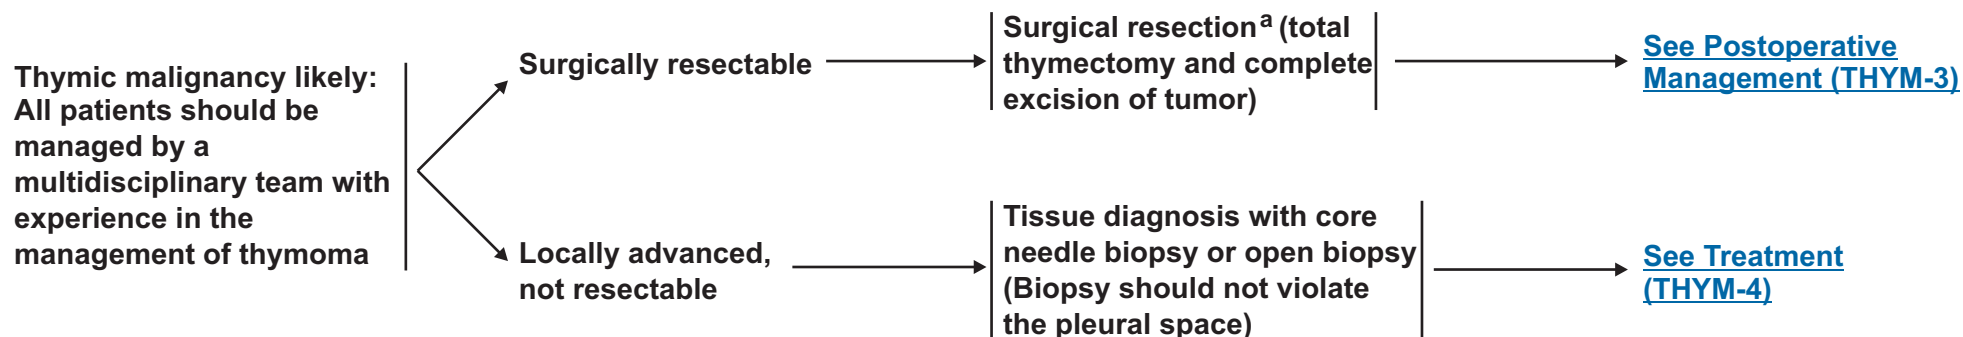 Thymic malignancy likely:
All patients should be
managed by a
multidisciplinary team with
experience in the
management of thymoma
Surgically resectable
Surgical resection a (total
thymectomy and complete
excision of tumor)
See Postoperative
Management (THYM-3)
Locally advanced,
not resectable
Tissue diagnosis with core
needle biopsy or open biopsy
(Biopsy should not violate
the pleural space)
See Treatment
(THYM-4)